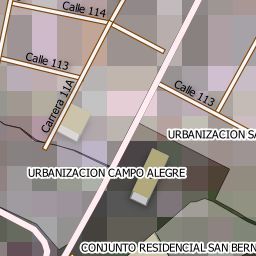 Calle 114
Calle 113
Calle 113
Carrera 11A
URBANIZACION SA
URBANIZACION CAMPO ALEGRE
CONJUNTO RESIDENCIAL SAN BERN